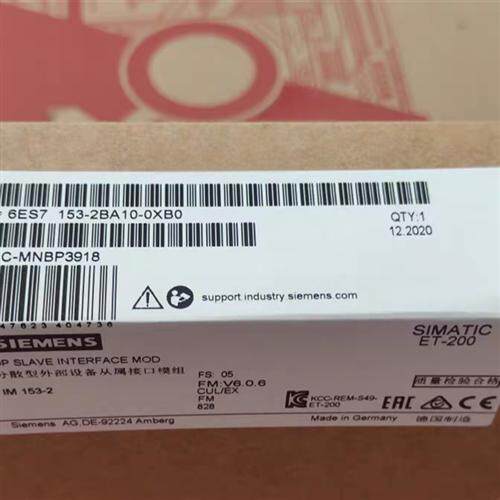 6ES7 153-2BA10-0XB0
QTY:1
12.2020
C-MNBP3918
support.industry.siemens.com
47623 404736
SIEMENS
SIMATIC
ET-200
DP SLAVE INTERFACE MOD
分散型外部设备从属接口模组
IM 153-2
FS: 05
FM:V6.0.6
CUL/EX
FM
828
KCC-REM-S49-
ET-200
EAC
质量检验合格
Siemens AG,DE-92224 Amberg
Made in Germany
德国制造